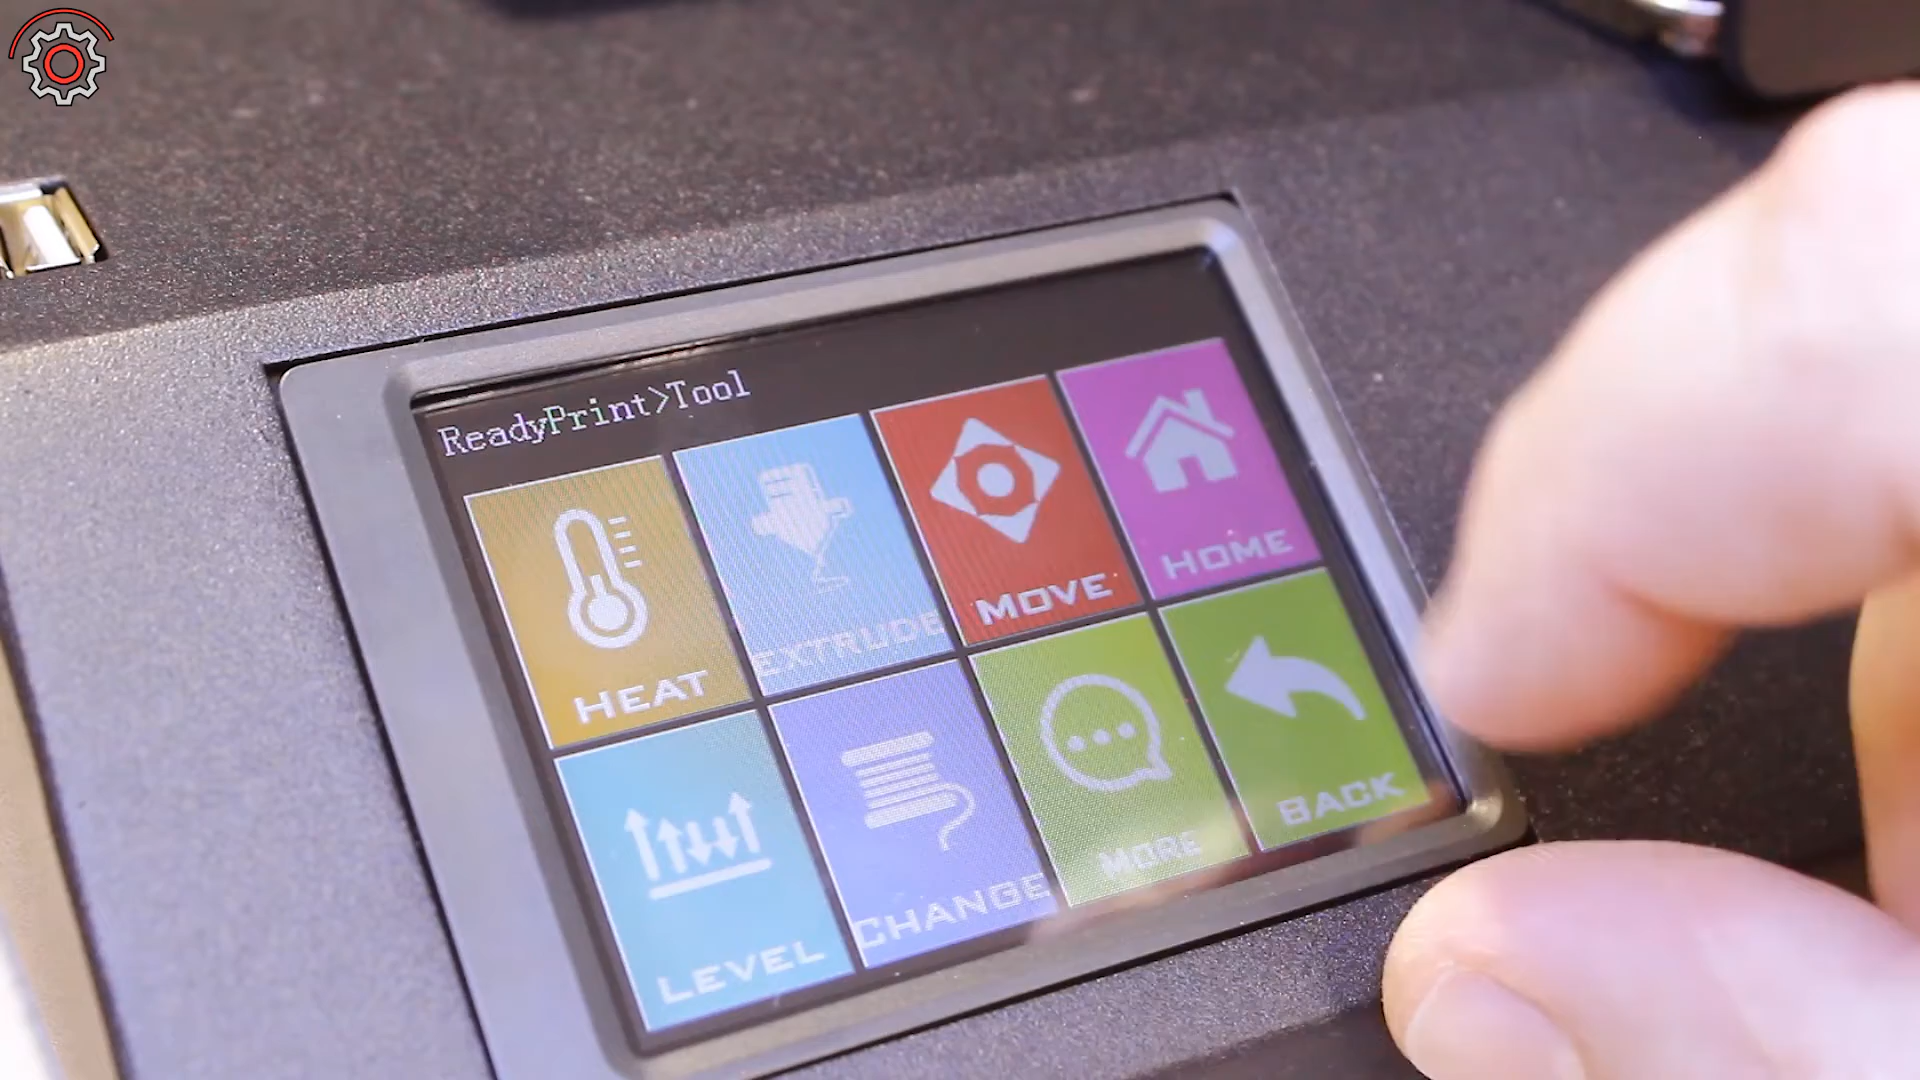 ReadyPrint>Tool
HEAT
EXTRUDE
MOVE
HOME
LEVEL
CHANGE
MORE
BACK